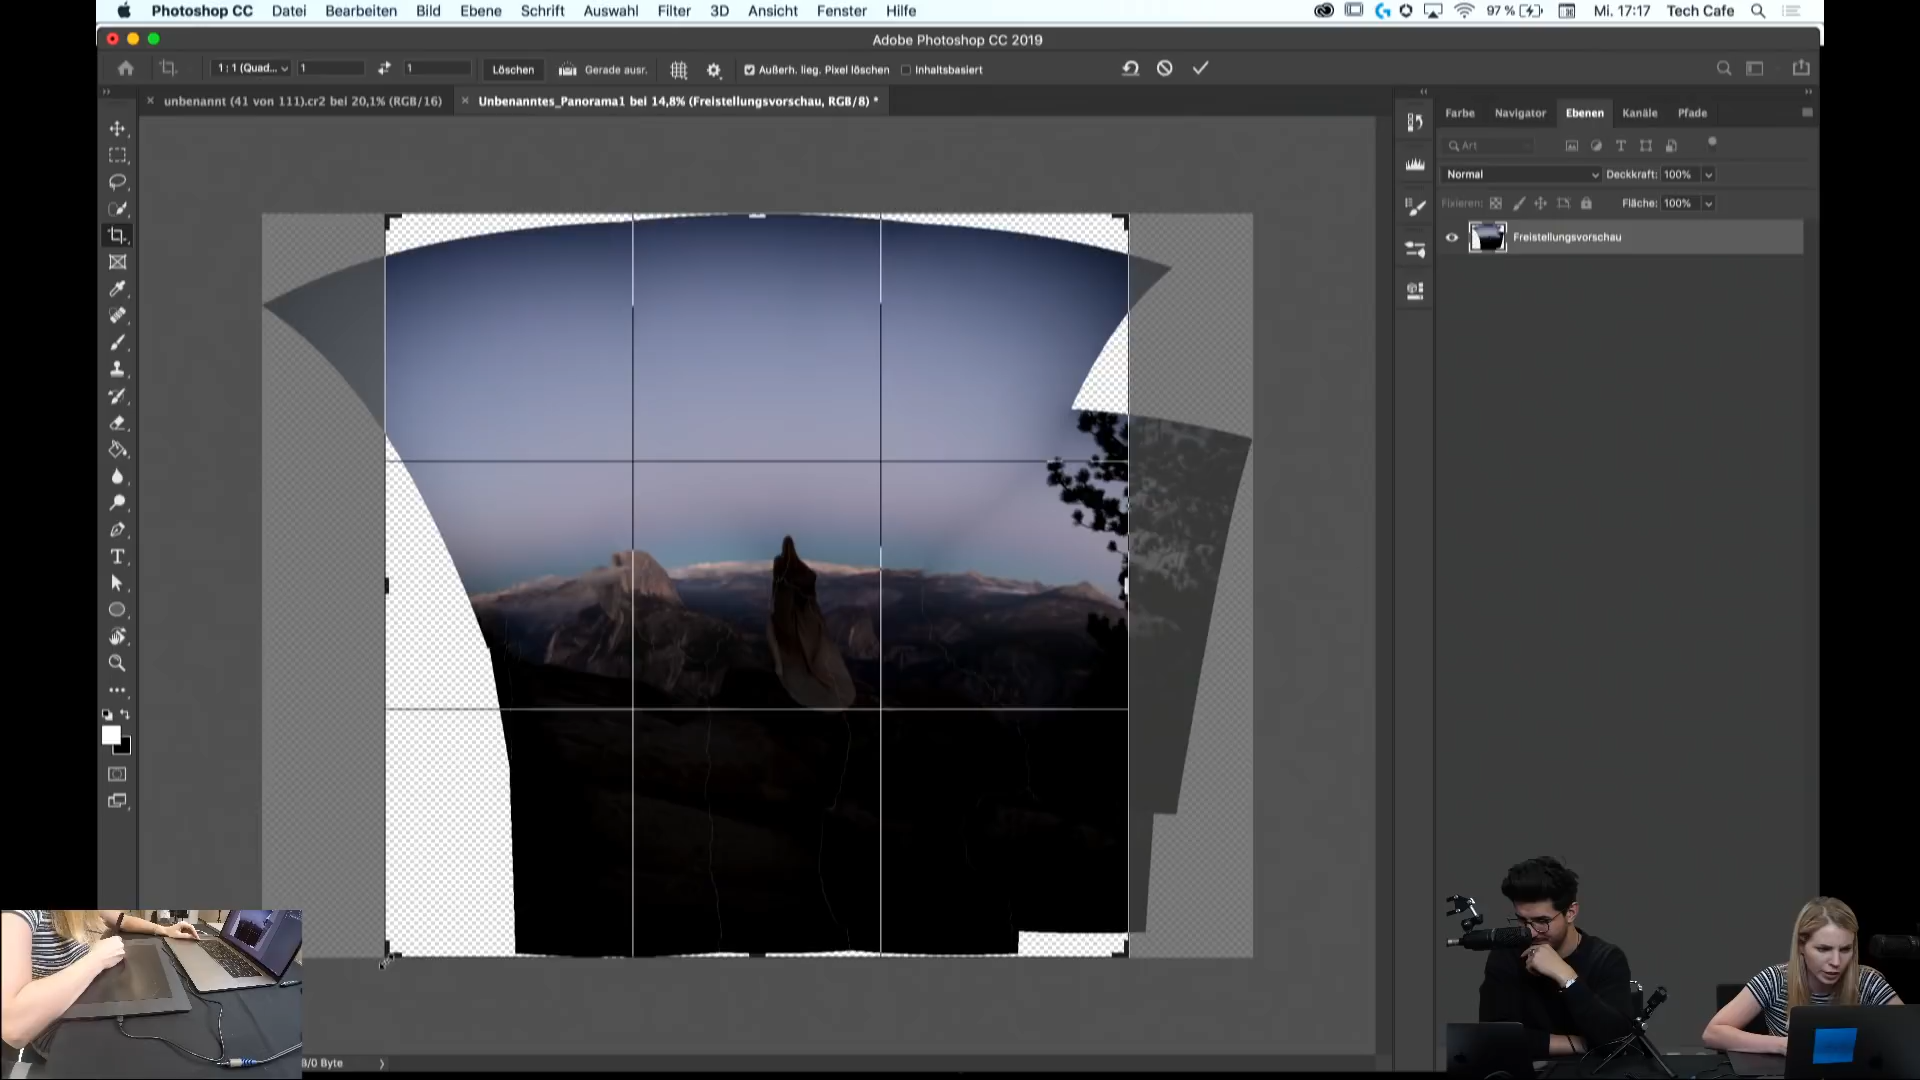 Photoshop CC Datei Bearbeiten Bild Ebene Schrift Auswahl Filter 3D Ansicht Fenster Hilfe 97 % Mi. 17:17 Tech Cafe
Adobe Photoshop CC 2019
1 : 1 (Quad... 1 1 Löschen Gerade ausr. Außerh. lieg. Pixel löschen Inhaltsbasiert
unbenannt (41 von 111).cr2 bei 20,1% (RGB/16) Unbenanntes_Panorama1 bei 14,8% (Freistellungsvorschau, RGB/8) *
Farbe Navigator Ebenen Kanäle Pfade
Art
Normal Deckkraft: 100%
Fixieren: Fläche: 100%
Freistellungsvorschau
/0 Byte